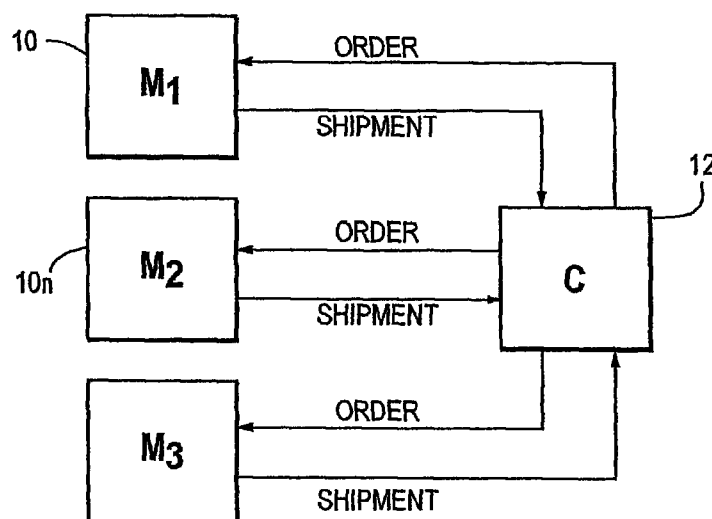 10
M1
ORDER
SHIPMENT
12
10n
M2
ORDER
SHIPMENT
C
M3
ORDER
SHIPMENT